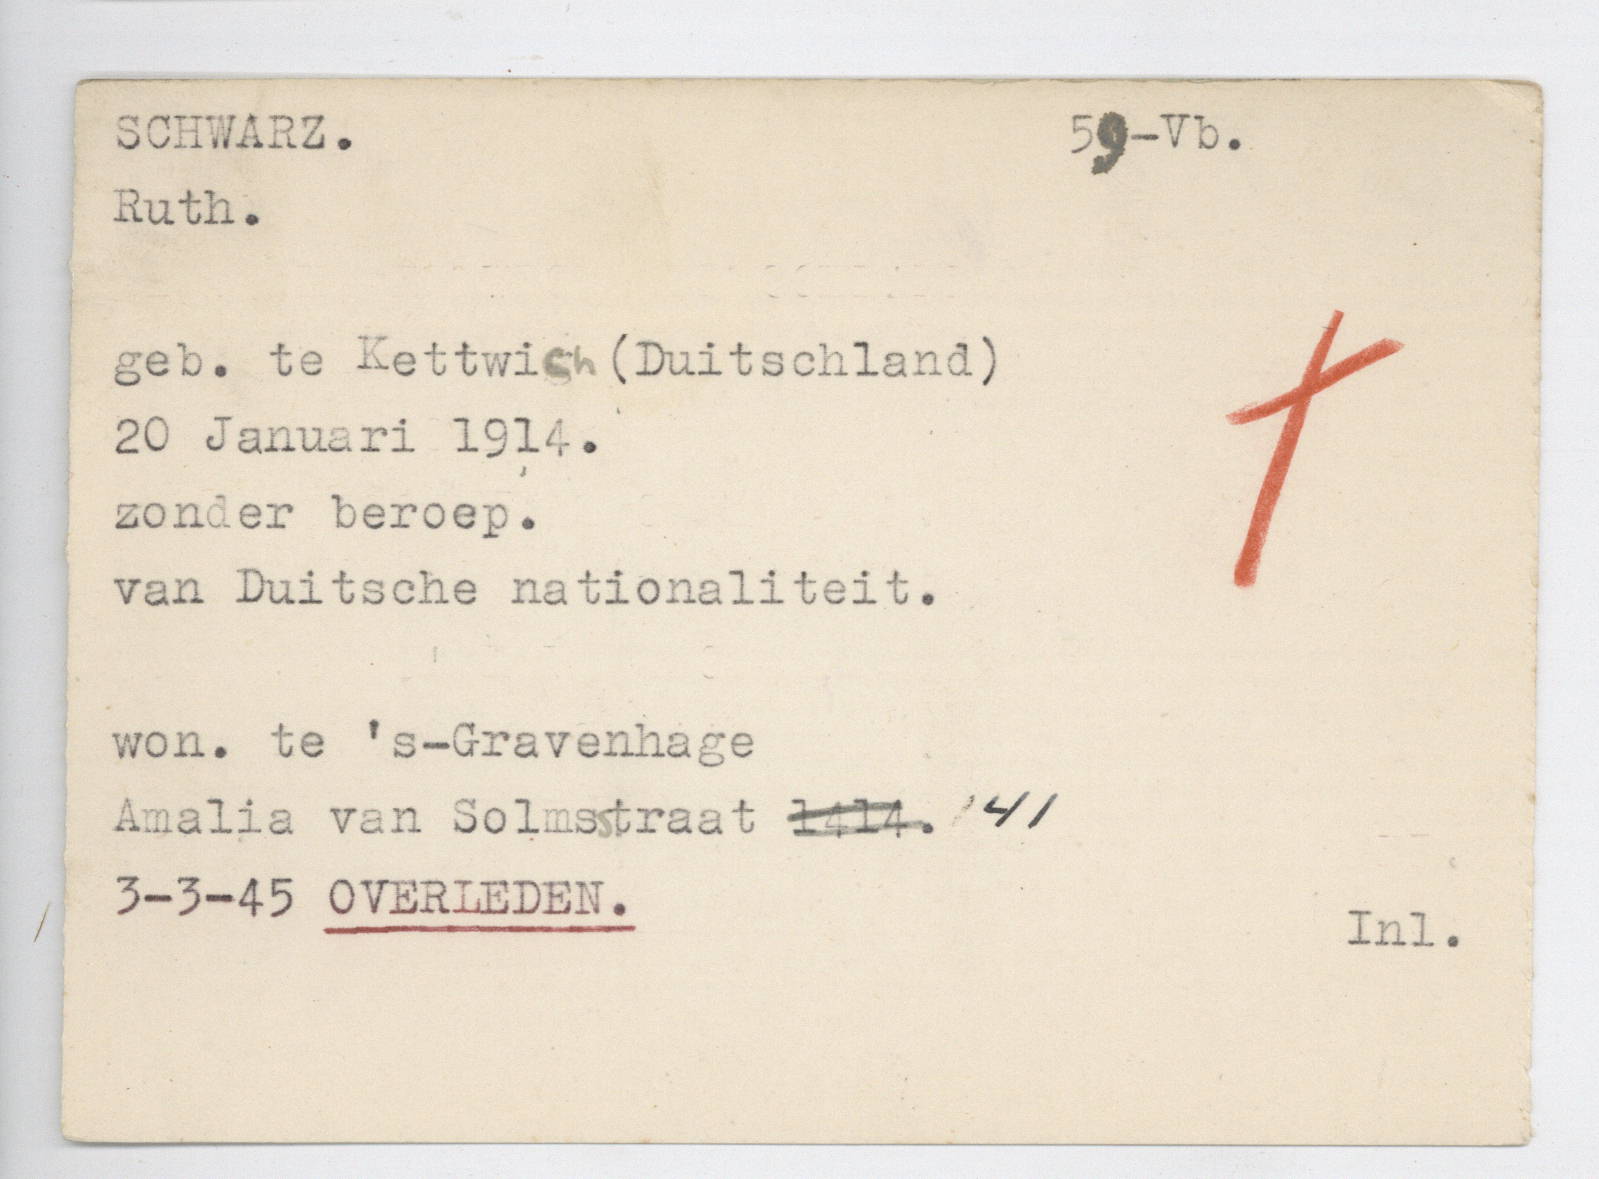 SCHWARZ. 59-Vb.
Ruth.
geb. te Kettwich (Duitschland)
20 Januari 1914.
zonder beroep.
van Duitsche nationaliteit.
won. te 's-Gravenhage
Amalia van Solmsstraat 1414. 141
3-3-45 OVERLEDEN.
Inl.